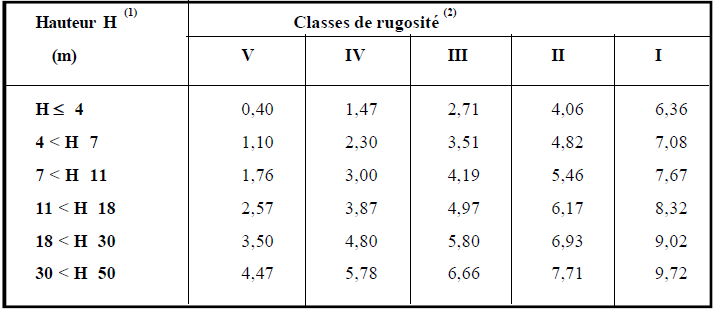 Hauteur H (1) Classes de rugosité (2)
(m) V IV III II I
H ≤ 4 0,40 1,47 2,71 4,06 6,36
4 < H 7 1,10 2,30 3,51 4,82 7,08
7 < H 11 1,76 3,00 4,19 5,46 7,67
11 < H 18 2,57 3,87 4,97 6,17 8,32
18 < H 30 3,50 4,80 5,80 6,93 9,02
30 < H 50 4,47 5,78 6,66 7,71 9,72